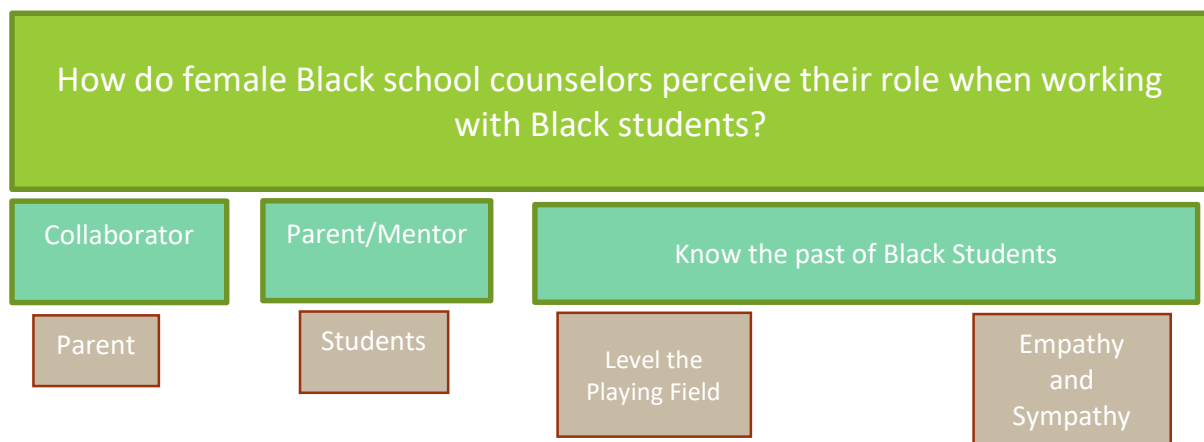 How do female Black school counselors perceive their role when working
with Black students?
Collaborator
Parent/Mentor
Know the past of Black Students
Parent
Students
Level the
Playing Field
Empathy
and
Sympathy